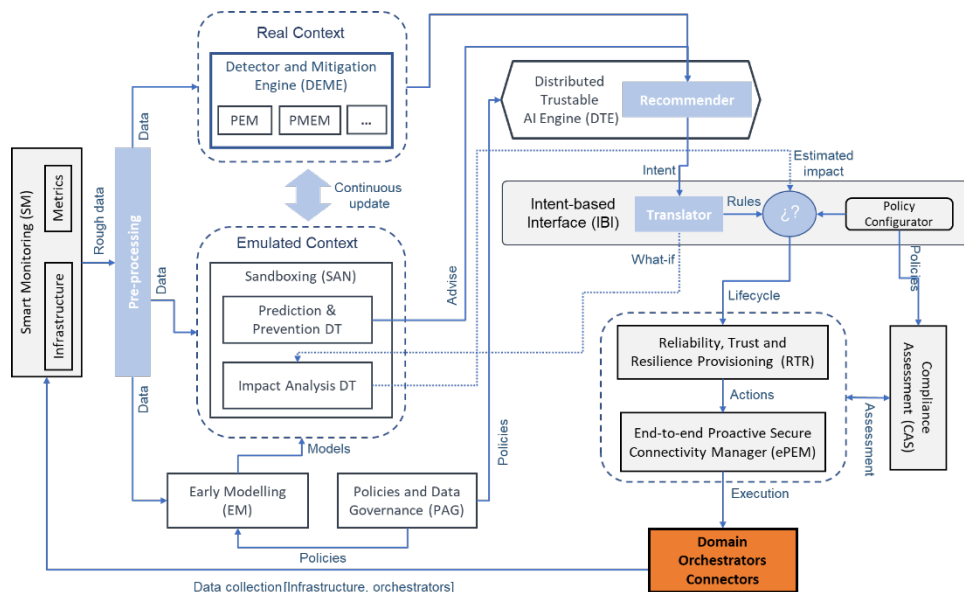 Real Context
Detector and Mitigation
Engine (DEME)
PEM
PMEM
...
Distributed
Trustable
AI Engine (DTE)
Recommender
Data
Smart Monitoring (SM)
Metrics
Infrastructure
Rough data
Pre-processing
Data
Data
Continuous
update
Estimated
impact
Intent
Intent-based
Interface (IBI)
Translator
Rules
¿?
Policy
Configurator
What-if
Policies
Lifecycle
Emulated Context
Sandboxing (SAN)
Prediction &
Prevention DT
Impact Analysis DT
Advise
Reliability, Trust and
Resilience Provisioning (RTR)
Actions
End-to-end Proactive Secure
Connectivity Manager (ePEM)
Compliance
Assessment (CAS)
Assessment
Models
Policies
Early Modelling
(EM)
Policies and Data
Governance (PAG)
Policies
Execution
Domain
Orchestrators
Connectors
Data collection[Infrastructure, orchestrators]